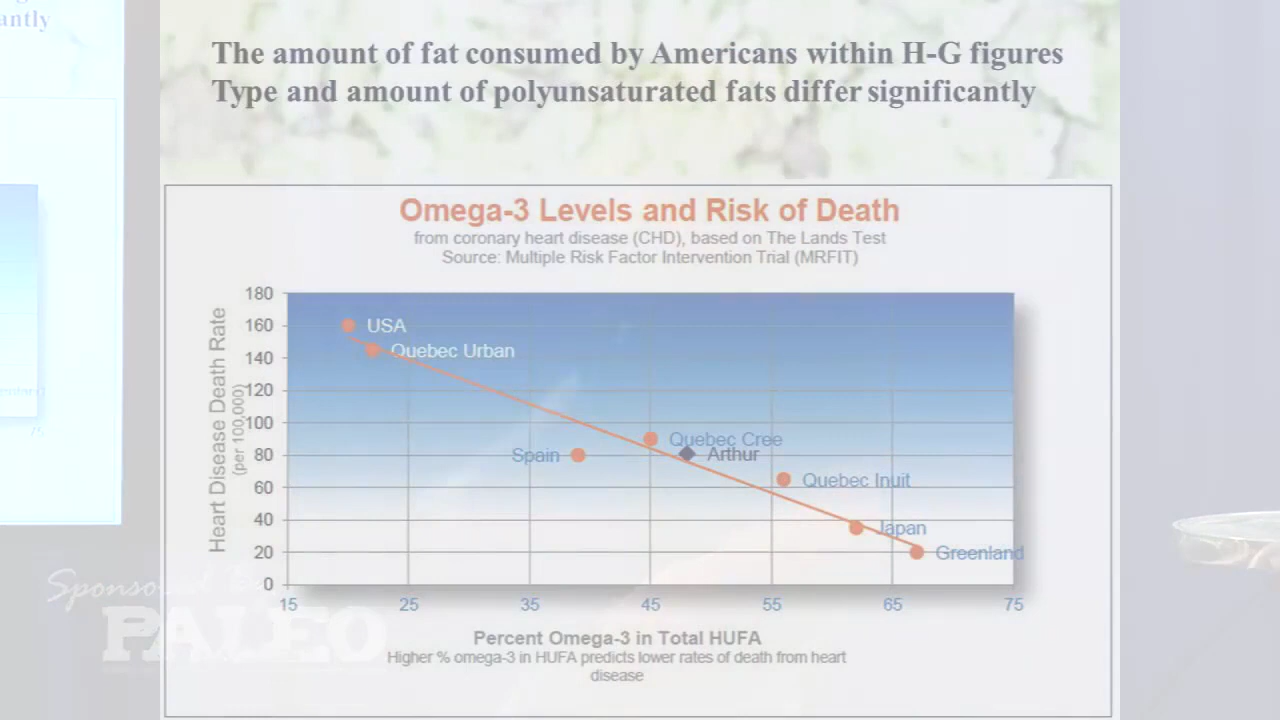 antly
The amount of fat consumed by Americans within H-G figures
Type and amount of polyunsaturated fats differ significantly
Omega-3 Levels and Risk of Death
from coronary heart disease (CHD), based on The Lands Test
Source: Multiple Risk Factor Intervention Trial (MRFIT)
Heart Disease Death Rate
(per 100,000)
180
160
140
120
100
80
60
40
20
0
USA
Quebec Urban
Quebec Cree
Spain
Arthur
Quebec Inuit
Japan
Greenland
15 25 35 45 55 65 75
Percent Omega-3 in Total HUFA
Higher % omega-3 in HUFA predicts lower rates of death from heart
disease
PALEO